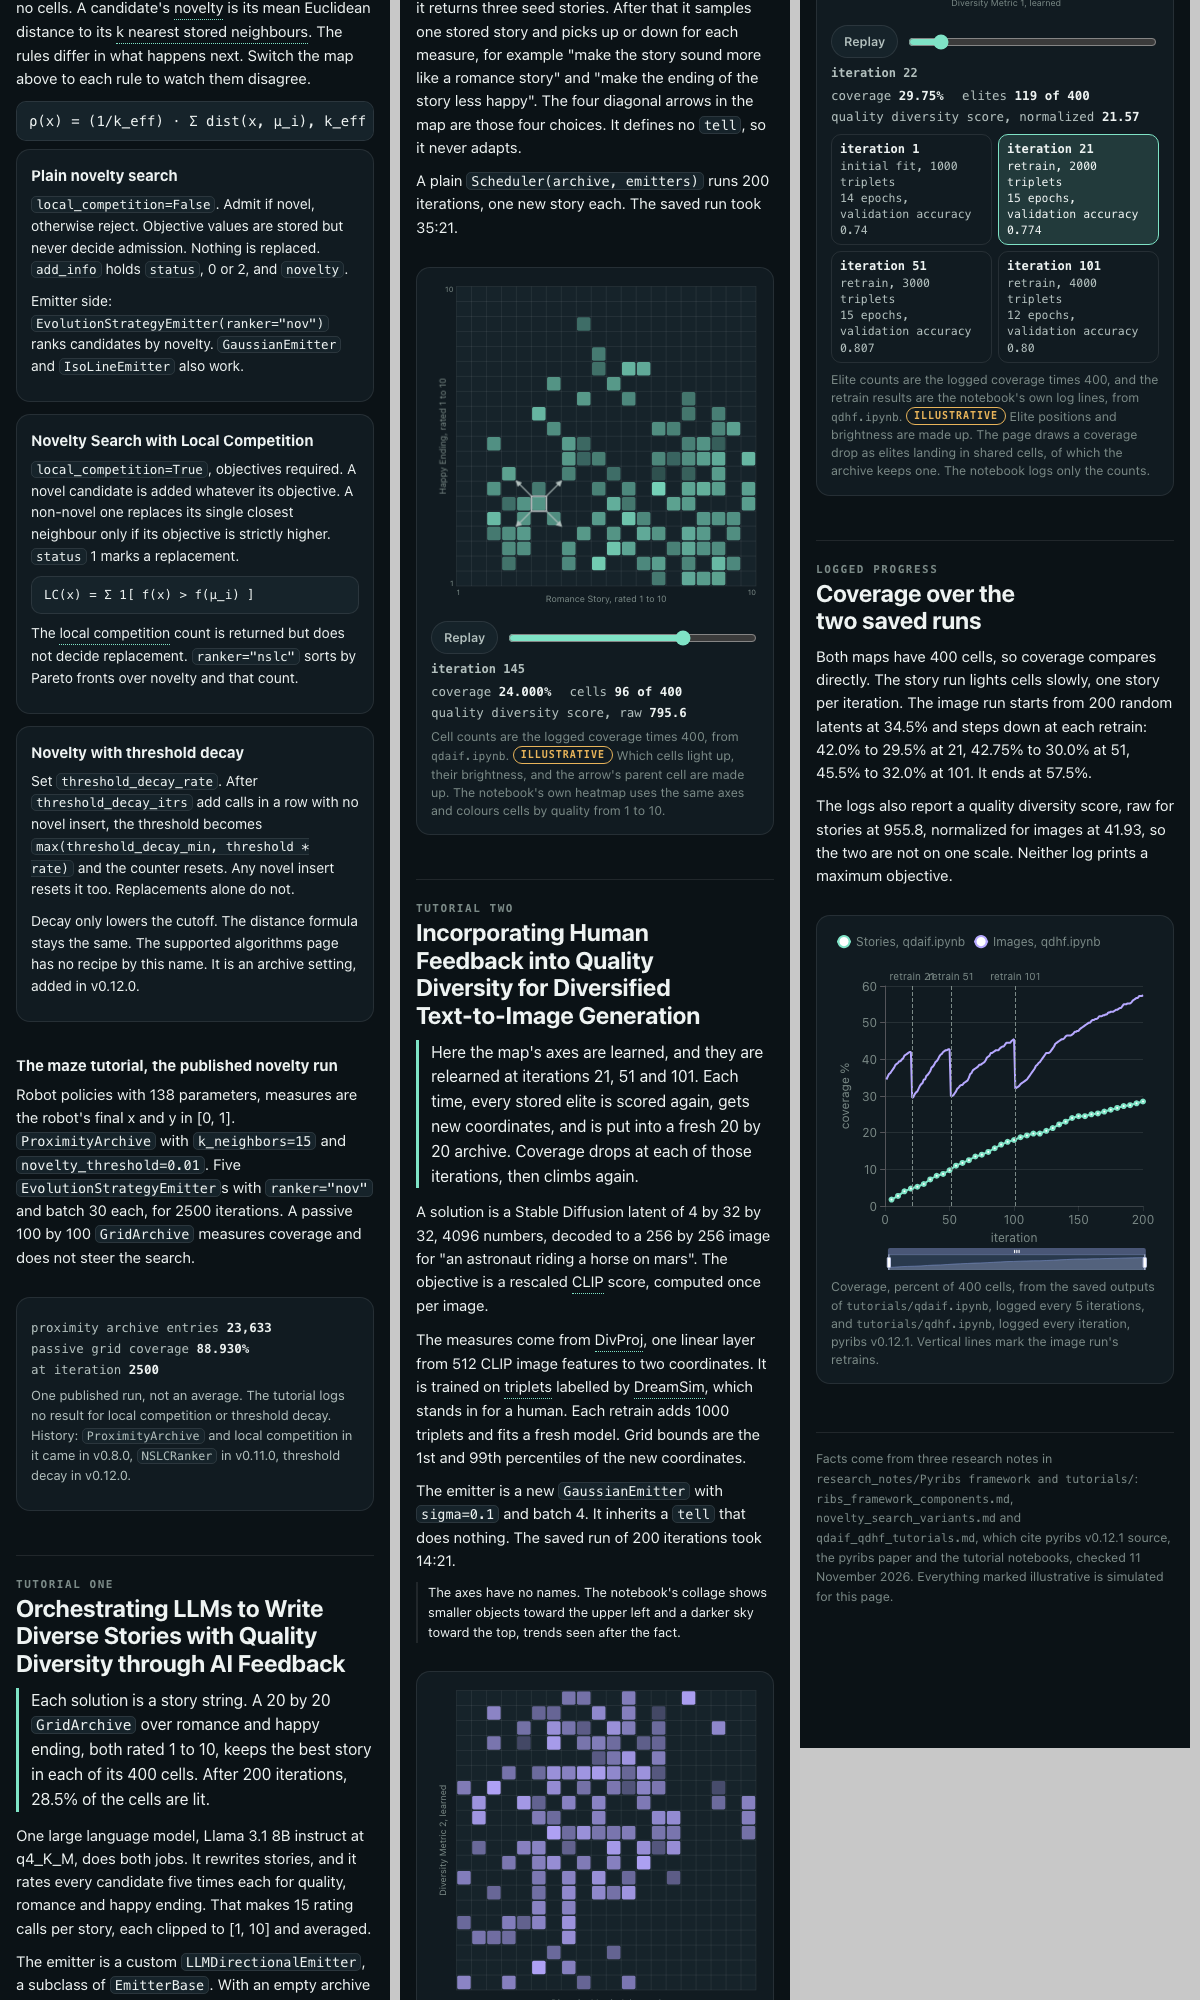 no cells. A candidate's novelty is its mean Euclidean
distance to its k nearest stored neighbours. The
rules differ in what happens next. Switch the map
above to each rule to watch them disagree.
ρ(x) = (1/k_eff) · Σ dist(x, μ_i), k_eff
Plain novelty search
local_competition=False. Admit if novel,
otherwise reject. Objective values are stored but
never decide admission. Nothing is replaced.
add_info holds status, 0 or 2, and novelty.
Emitter side:
EvolutionStrategyEmitter(ranker="nov")
ranks candidates by novelty. GaussianEmitter
and IsoLineEmitter also work.
Novelty Search with Local Competition
local_competition=True, objectives required. A
novel candidate is added whatever its objective. A
non-novel one replaces its single closest
neighbour only if its objective is strictly higher.
status 1 marks a replacement.
LC(x) = Σ 1[ f(x) > f(μ_i) ]
The local competition count is returned but does
not decide replacement. ranker="nslc" sorts by
Pareto fronts over novelty and that count.
Novelty with threshold decay
Set threshold_decay_rate. After
threshold_decay_itrs add calls in a row with no
novel insert, the threshold becomes
max(threshold_decay_min, threshold *
rate) and the counter resets. Any novel insert
resets it too. Replacements alone do not.
Decay only lowers the cutoff. The distance formula
stays the same. The supported algorithms page
has no recipe by this name. It is an archive setting,
added in v0.12.0.
The maze tutorial, the published novelty run
Robot policies with 138 parameters, measures are
the robot's final x and y in [0, 1].
ProximityArchive with k_neighbors=15 and
novelty_threshold=0.01. Five
EvolutionStrategyEmitters with ranker="nov"
and batch 30 each, for 2500 iterations. A passive
100 by 100 GridArchive measures coverage and
does not steer the search.
proximity archive entries 23,633
passive grid coverage 88.930%
at iteration 2500
One published run, not an average. The tutorial logs
no result for local competition or threshold decay.
History: ProximityArchive and local competition in
it came in v0.8.0, NSLCRanker in v0.11.0, threshold
decay in v0.12.0.
TUTORIAL ONE
Orchestrating LLMs to Write
Diverse Stories with Quality
Diversity through AI Feedback
Each solution is a story string. A 20 by 20
GridArchive over romance and happy
ending, both rated 1 to 10, keeps the best story
in each of its 400 cells. After 200 iterations,
28.5% of the cells are lit.
One large language model, Llama 3.1 8B instruct at
q4_K_M, does both jobs. It rewrites stories, and it
rates every candidate five times each for quality,
romance and happy ending. That makes 15 rating
calls per story, each clipped to [1, 10] and averaged.
The emitter is a custom LLMDirectionalEmitter,
a subclass of EmitterBase. With an empty archive
it returns three seed stories. After that it samples
one stored story and picks up or down for each
measure, for example "make the story sound more
like a romance story" and "make the ending of the
story less happy". The four diagonal arrows in the
map are those four choices. It defines no tell, so
it never adapts.
A plain Scheduler(archive, emitters) runs 200
iterations, one new story each. The saved run took
35:21.
10
Happy Ending, rated 1 to 10
1
1
10
Romance Story, rated 1 to 10
Replay
iteration 145
coverage 24.000% cells 96 of 400
quality diversity score, raw 795.6
Cell counts are the logged coverage times 400, from
qdaif.ipynb. ILLUSTRATIVE Which cells light up,
their brightness, and the arrow's parent cell are made
up. The notebook's own heatmap uses the same axes
and colours cells by quality from 1 to 10.
TUTORIAL TWO
Incorporating Human
Feedback into Quality
Diversity for Diversified
Text-to-Image Generation
Here the map's axes are learned, and they are
relearned at iterations 21, 51 and 101. Each
time, every stored elite is scored again, gets
new coordinates, and is put into a fresh 20 by
20 archive. Coverage drops at each of those
iterations, then climbs again.
A solution is a Stable Diffusion latent of 4 by 32 by
32, 4096 numbers, decoded to a 256 by 256 image
for "an astronaut riding a horse on mars". The
objective is a rescaled CLIP score, computed once
per image.
The measures come from DivProj, one linear layer
from 512 CLIP image features to two coordinates. It
is trained on triplets labelled by DreamSim, which
stands in for a human. Each retrain adds 1000
triplets and fits a fresh model. Grid bounds are the
1st and 99th percentiles of the new coordinates.
The emitter is a new GaussianEmitter with
sigma=0.1 and batch 4. It inherits a tell that
does nothing. The saved run of 200 iterations took
14:21.
The axes have no names. The notebook's collage shows
smaller objects toward the upper left and a darker sky
toward the top, trends seen after the fact.
Diversity Metric 2, learned
Diversity Metric 1, learned
Replay
iteration 22
coverage 29.75% elites 119 of 400
quality diversity score, normalized 21.57
iteration 1
initial fit, 1000
triplets
14 epochs,
validation accuracy
0.74
iteration 21
retrain, 2000
triplets
15 epochs,
validation accuracy
0.774
iteration 51
retrain, 3000
triplets
15 epochs,
validation accuracy
0.807
iteration 101
retrain, 4000
triplets
12 epochs,
validation accuracy
0.80
Elite counts are the logged coverage times 400, and the
retrain results are the notebook's own log lines, from
qdhf.ipynb. ILLUSTRATIVE Elite positions and
brightness are made up. The page draws a coverage
drop as elites landing in shared cells, of which the
archive keeps one. The notebook logs only the counts.
LOGGED PROGRESS
Coverage over the
two saved runs
Both maps have 400 cells, so coverage compares
directly. The story run lights cells slowly, one story
per iteration. The image run starts from 200 random
latents at 34.5% and steps down at each retrain:
42.0% to 29.5% at 21, 42.75% to 30.0% at 51,
45.5% to 32.0% at 101. It ends at 57.5%.
The logs also report a quality diversity score, raw for
stories at 955.8, normalized for images at 41.93, so
the two are not on one scale. Neither log prints a
maximum objective.
Stories, qdaif.ipynb Images, qdhf.ipynb
retrain 21 retrain 51 retrain 101
60
50
40
30
20
10
0
coverage %
0 50 100 150 200
iteration
Coverage, percent of 400 cells, from the saved outputs
of tutorials/qdaif.ipynb, logged every 5 iterations,
and tutorials/qdhf.ipynb, logged every iteration,
pyribs v0.12.1. Vertical lines mark the image run's
retrains.
Facts come from three research notes in
research_notes/Pyribs framework and tutorials/:
ribs_framework_components.md,
novelty_search_variants.md and
qdaif_qdhf_tutorials.md, which cite pyribs v0.12.1 source,
the pyribs paper and the tutorial notebooks, checked 11
November 2026. Everything marked illustrative is simulated
for this page.